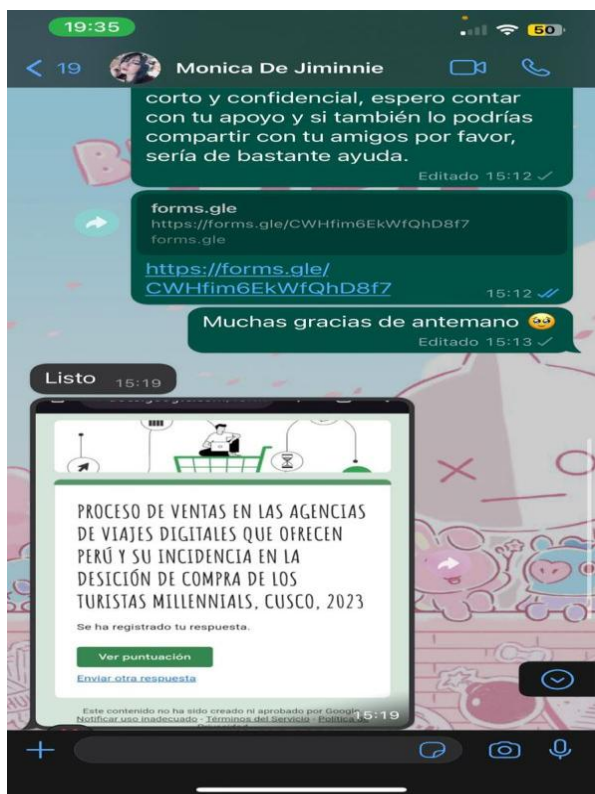 19:35
50
19 Monica De Jiminnie
corto y confidencial, espero contar
con tu apoyo y si también lo podrías
compartir con tu amigos por favor,
sería de bastante ayuda.
Editado 15:12
forms.gle
https://forms.gle/CWHfim6EkWfQhD8f7
forms.gle
https://forms.gle/
CWHfim6EkWfQhD8f7
15:12
Muchas gracias de antemano 🥹
Editado 15:13
Listo 15:19
PROCESO DE VENTAS EN LAS AGENCIAS
DE VIAJES DIGITALES QUE OFRECEN
PERÚ Y SU INCIDENCIA EN LA
DESICIÓN DE COMPRA DE LOS
TURISTAS MILLENNIALS, CUSCO, 2023
Se ha registrado tu respuesta.
Ver puntuación
Enviar otra respuesta
Este contenido no ha sido creado ni aprobado por Google.
Notificar uso inadecuado - Términos del Servicio - Política de
15:19